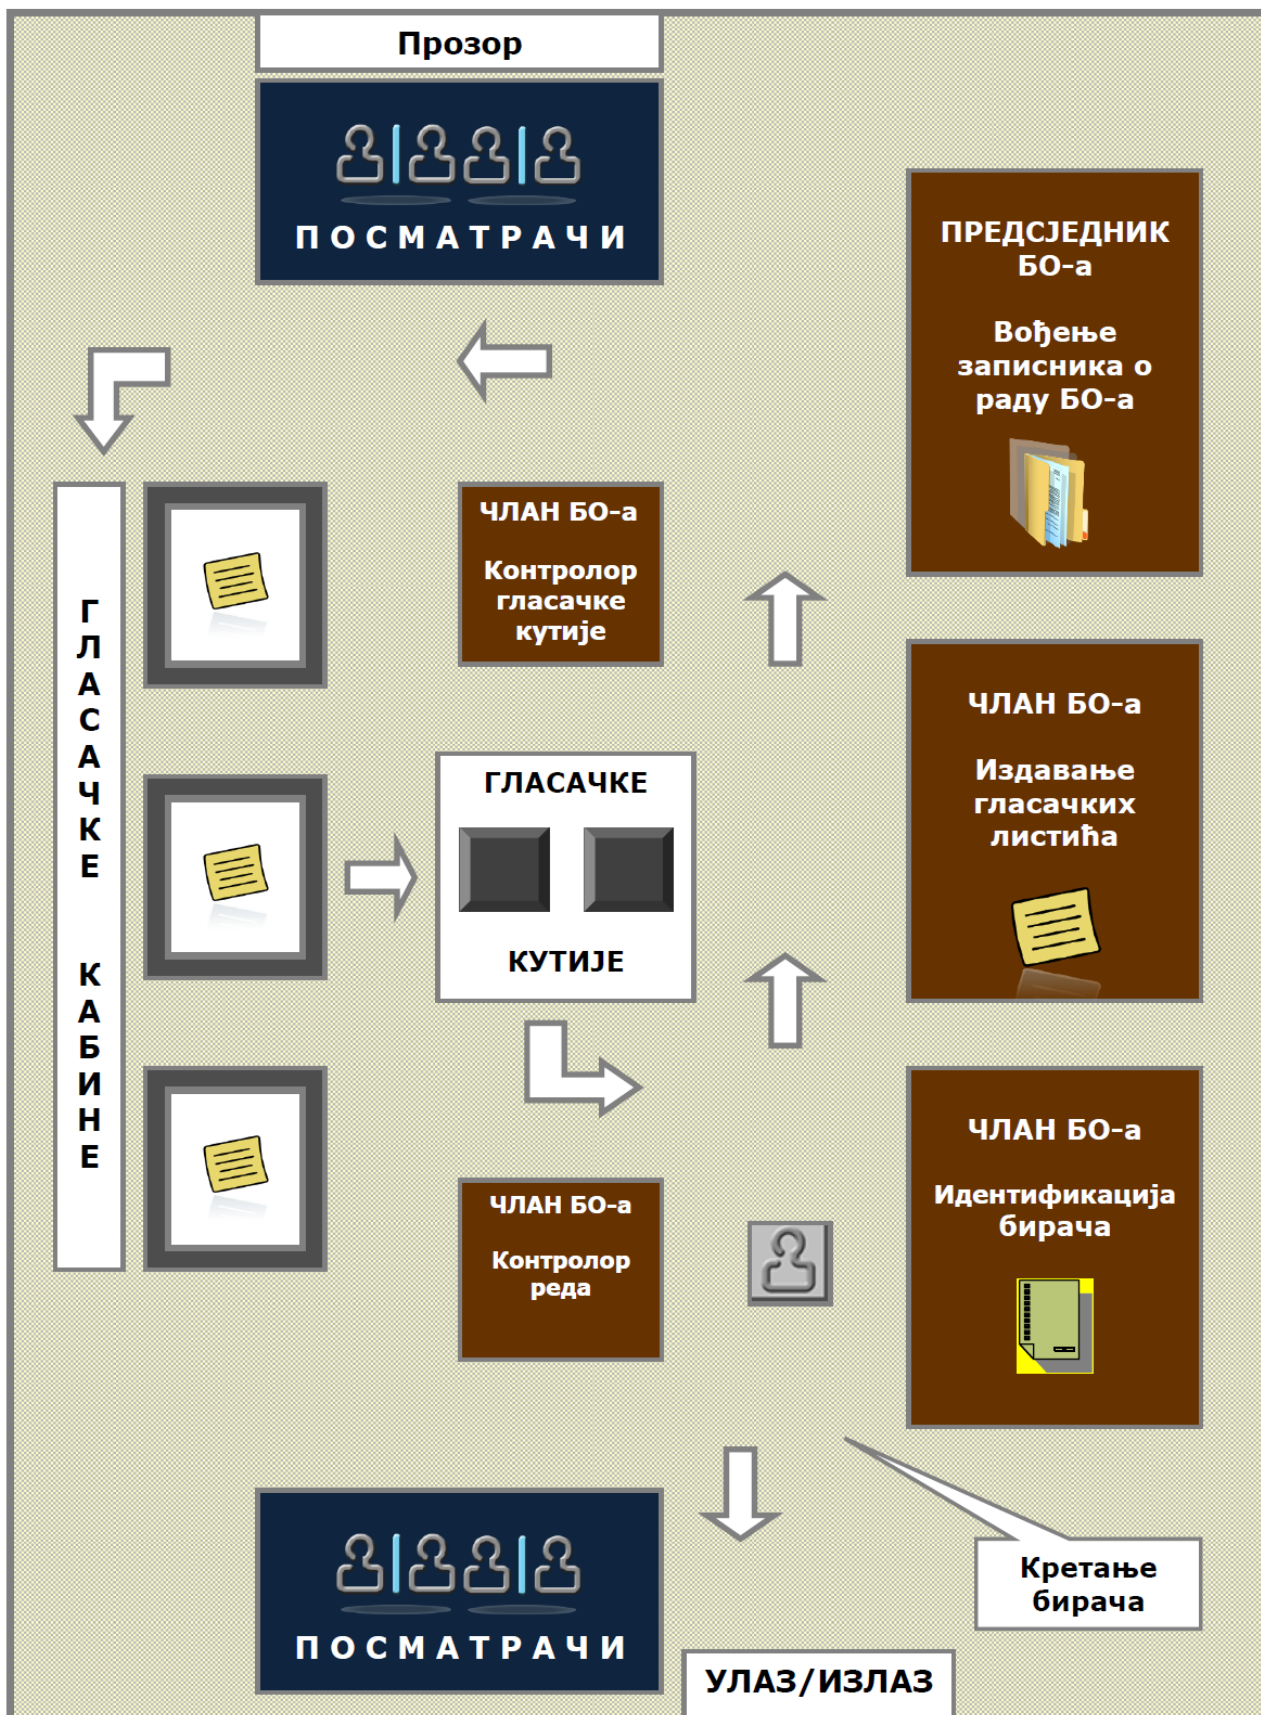 Прозор
ПОСМАТРАЧИ
ПРЕДСЈЕДНИК
БО-а
Вођење
записника о
раду БО-а
ЧЛАН БО-а
Контролор
гласачке
кутије
ГЛАСАЧКЕ КАБИНЕ
ЧЛАН БО-а
Издавање
гласачких
листића
ГЛАСАЧКЕ
КУТИЈЕ
ЧЛАН БО-а
Идентификација
бирача
ЧЛАН БО-а
Контролор
реда
ПОСМАТРАЧИ
Кретање
бирача
УЛАЗ/ИЗЛАЗ